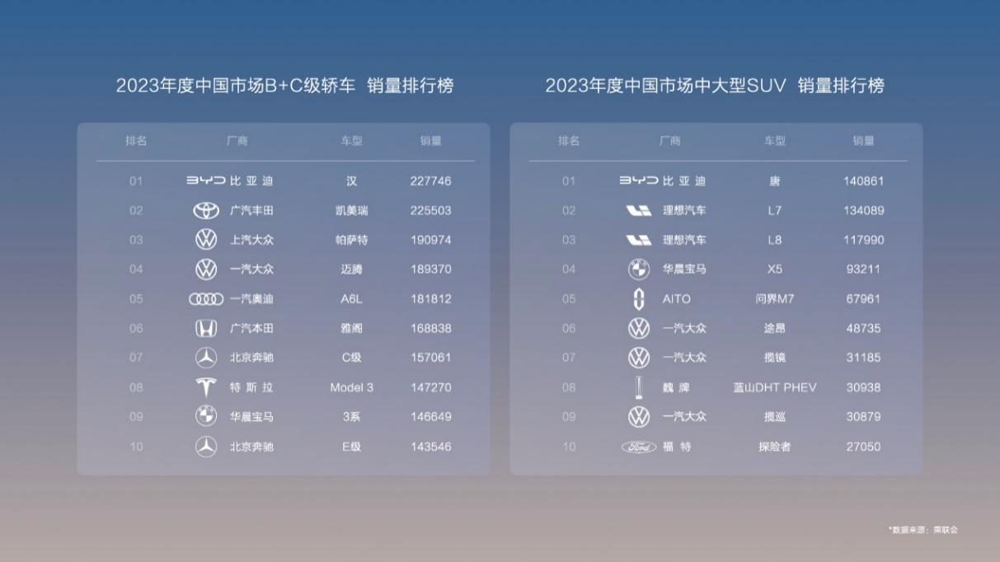 2023年度中国市场B+C级轿车 销量排行榜
排名 厂商 车型 销量
01 BYD 比亚迪 汉 227746
02 广汽丰田 凯美瑞 225503
03 上汽大众 帕萨特 190974
04 一汽大众 迈腾 189370
05 一汽奥迪 A6L 181812
06 广汽本田 雅阁 168838
07 北京奔驰 C级 157061
08 特斯拉 Model 3 147270
09 华晨宝马 3系 146649
10 北京奔驰 E级 143546
2023年度中国市场中大型SUV 销量排行榜
排名 厂商 车型 销量
01 BYD 比亚迪 唐 140861
02 理想汽车 L7 134089
03 理想汽车 L8 117990
04 华晨宝马 X5 93211
05 AITO 问界M7 67961
06 一汽大众 途昂 48735
07 一汽大众 揽镜 31185
08 魏牌 蓝山DHT PHEV 30938
09 一汽大众 揽巡 30879
10 Ford 福特 探险者 27050
*数据来源：乘联会